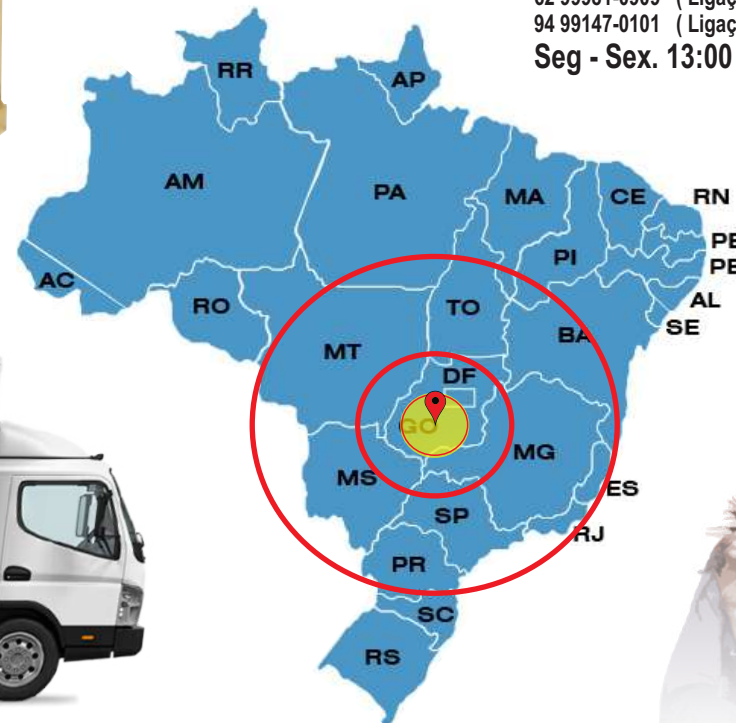 94 99147-0101 ( Ligaç
Seg - Sex. 13:00
RR
AP
AM
PA
MA
CE
RN
PI
AC
RO
TO
AL
SE
MT
BA
DF
GO
MG
MS
ES
SP
RJ
PR
SC
RS